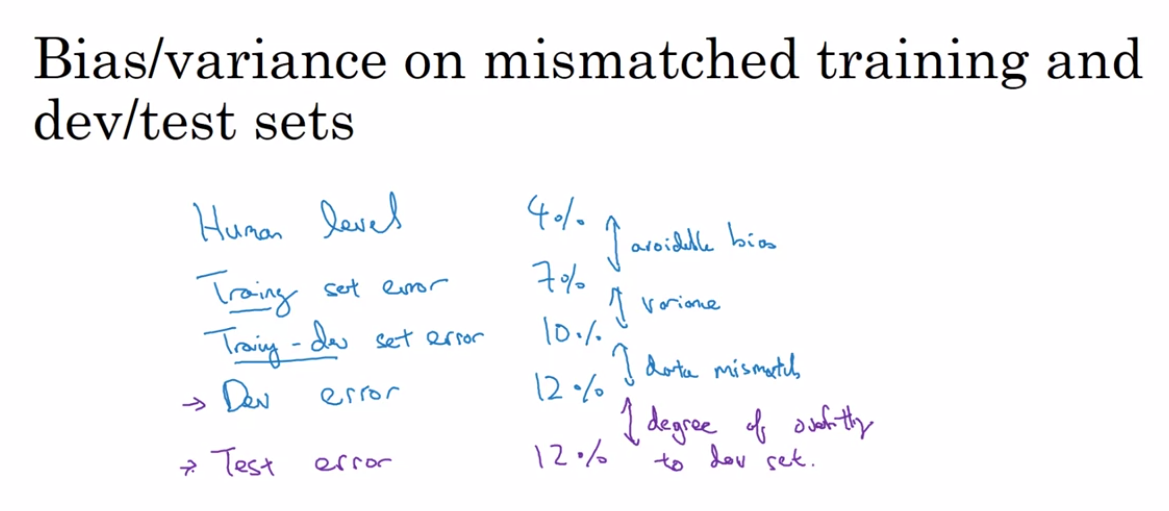 Bias/variance on mismatched training and
dev/test sets
Human level 4% avoidable bias
Training set error 7% variance
Training-dev set error 10% data mismatch
→ Dev error 12% degree of overfitting
→ Test error 12% to dev set.